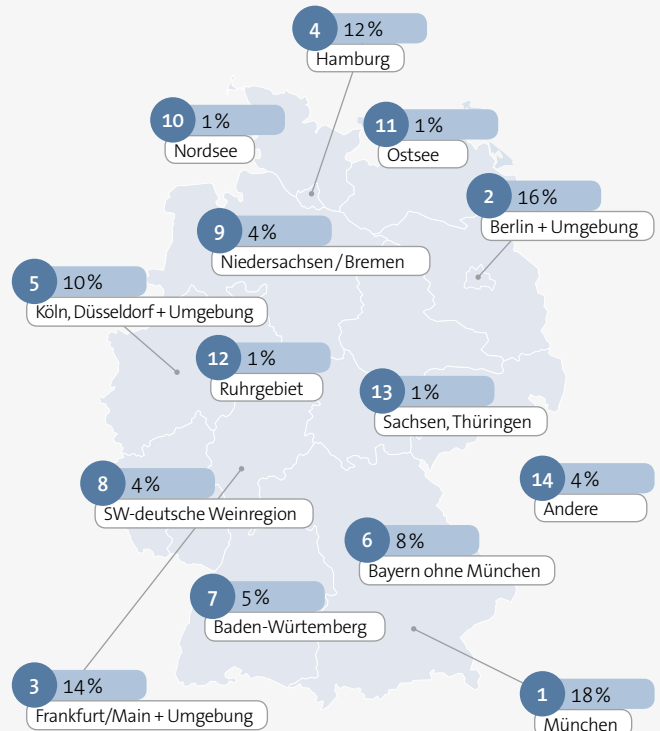 4 12%
Hamburg
10 1%
Nordsee
11 1%
Ostsee
2 16%
Berlin + Umgebung
9 4%
Niedersachsen / Bremen
5 10%
Köln, Düsseldorf + Umgebung
12 1%
Ruhrgebiet
13 1%
Sachsen, Thüringen
8 4%
SW-deutsche Weinregion
14 4%
Andere
6 8%
Bayern ohne München
7 5%
Baden-Würtemberg
3 14%
Frankfurt/Main + Umgebung
1 18%
München